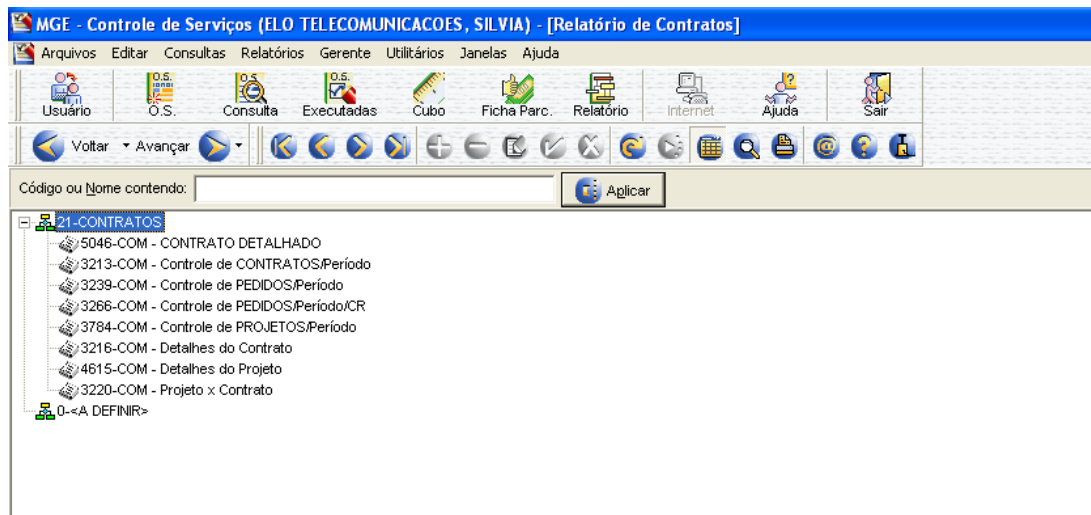 MGE - Controle de Serviços (ELO TELECOMUNICACOES, SILVIA) - [Relatório de Contratos]
Arquivos Editar Consultas Relatórios Gerente Utilitários Janelas Ajuda
Usuário O.S. Consulta Executadas Cubo Ficha Parc. Relatório Internet Ajuda Sair
Voltar Avançar
Código ou Nome contendo: Aplicar
21-CONTRATOS
5046-COM - CONTRATO DETALHADO
3213-COM - Controle de CONTRATOS/Período
3239-COM - Controle de PEDIDOS/Período
3266-COM - Controle de PEDIDOS/Período/CR
3784-COM - Controle de PROJETOS/Período
3216-COM - Detalhes do Contrato
4615-COM - Detalhes do Projeto
3220-COM - Projeto x Contrato
0-<A DEFINIR>